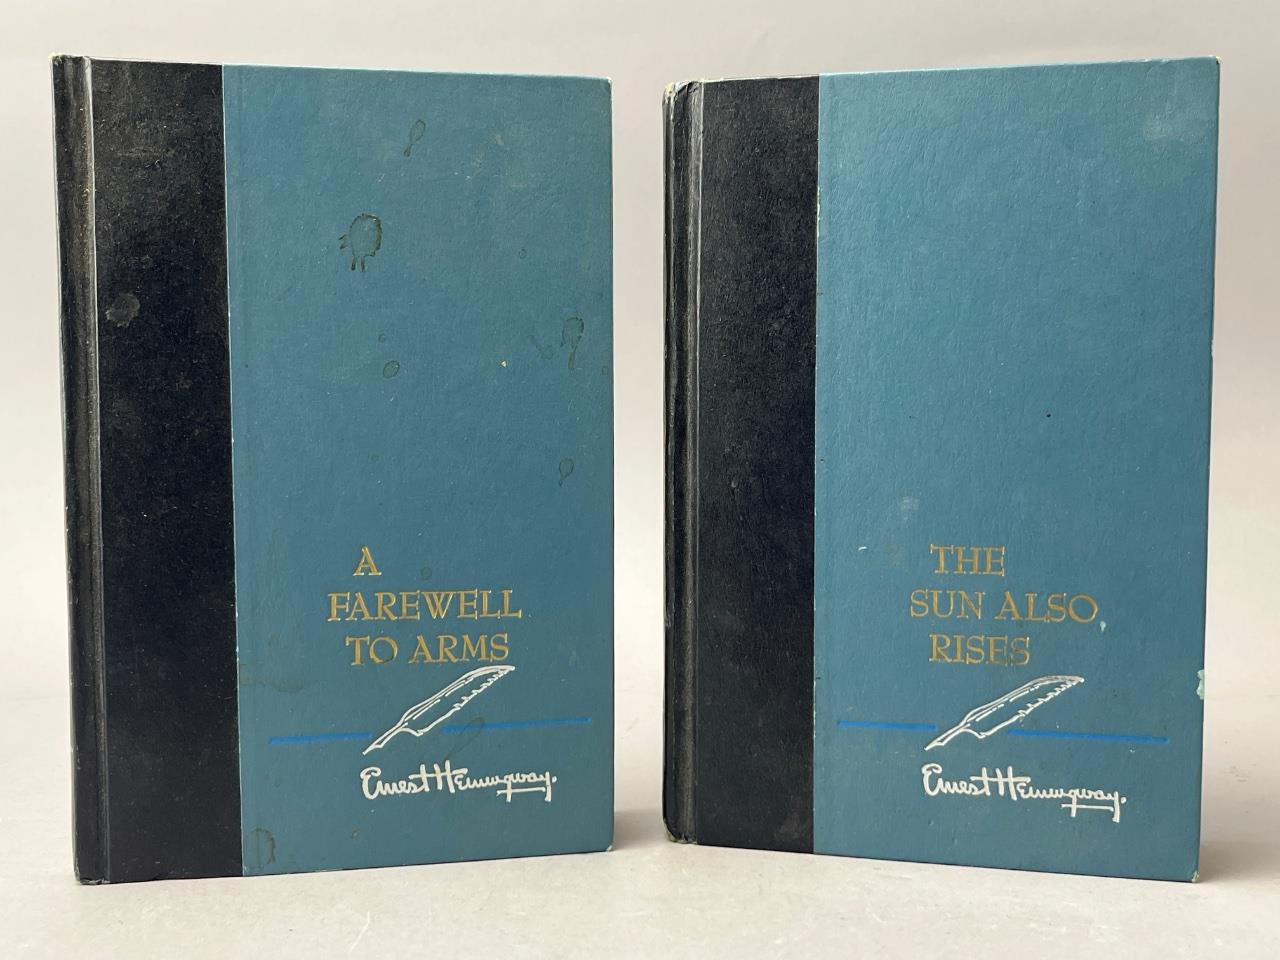 A
FAREWELL
TO ARMS
Ernest Hemingway.
THE
SUN ALSO
RISES
Ernest Hemingway.